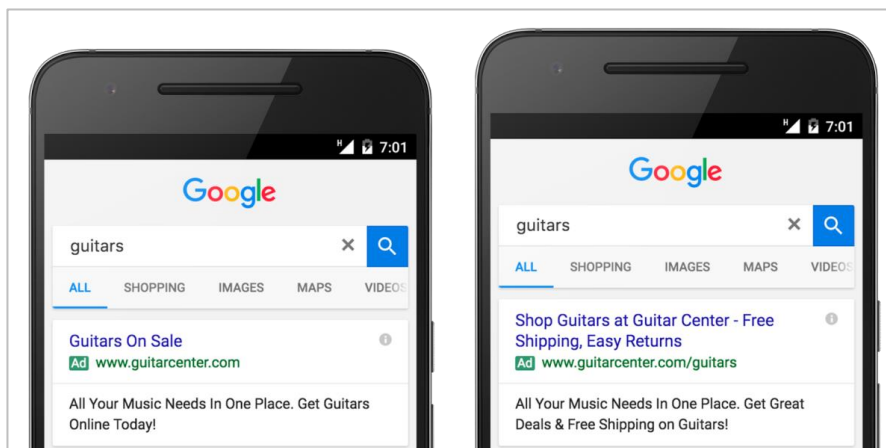 H 7:01
Google
guitars
ALL SHOPPING IMAGES MAPS VIDEOS
Guitars On Sale
Ad www.guitarcenter.com
All Your Music Needs In One Place. Get Guitars
Online Today!
H 7:01
Google
guitars
ALL SHOPPING IMAGES MAPS VIDEOS
Shop Guitars at Guitar Center - Free
Shipping, Easy Returns
Ad www.guitarcenter.com/guitars
All Your Music Needs In One Place. Get Great
Deals & Free Shipping on Guitars!